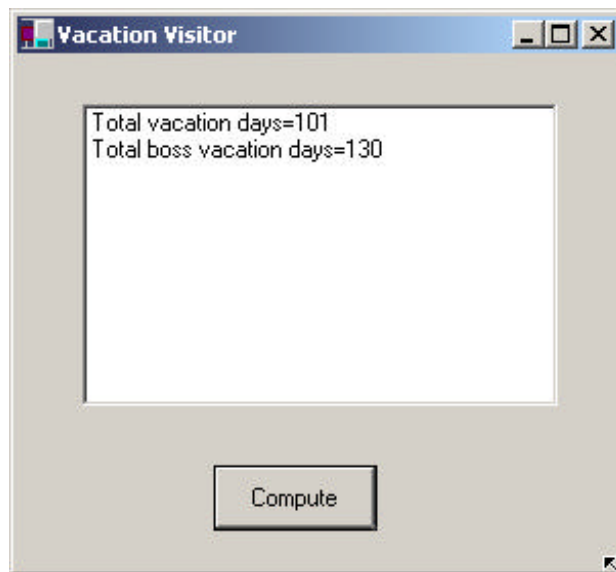 Vacation Visitor
Total vacation days=101
Total boss vacation days=130
Compute